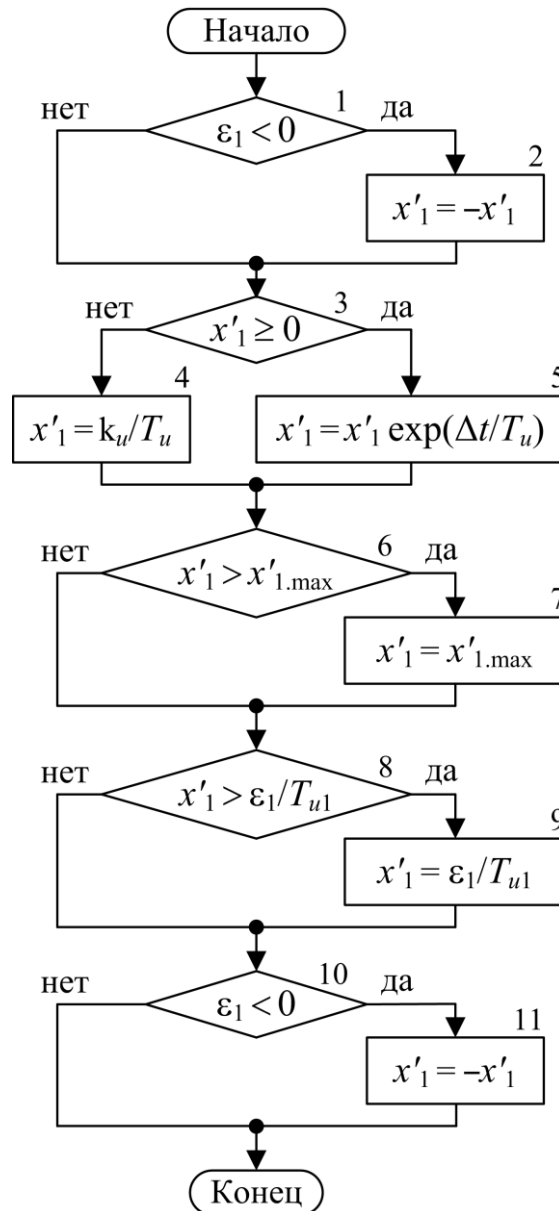 Начало
1
нет
да
ε₁ < 0
2
x′₁ = –x′₁
нет
3
да
x′₁ ≥ 0
4
5
x′₁ = kᵤ/Tᵤ
x′₁ = x′₁ exp(Δt/Tᵤ)
нет
6
да
x′₁ > x′₁.max
7
x′₁ = x′₁.max
нет
8
да
x′₁ > ε₁/Tᵤ₁
9
x′₁ = ε₁/Tᵤ₁
нет
10
да
ε₁ < 0
11
x′₁ = –x′₁
Конец